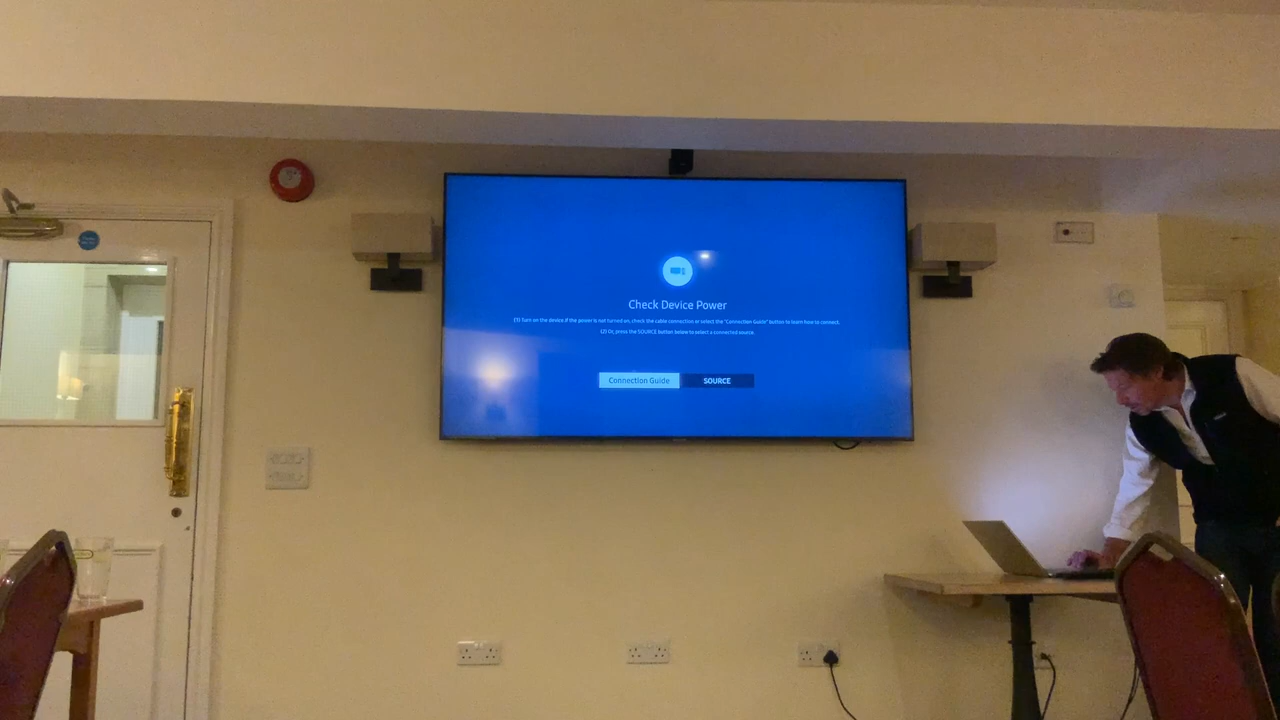 Check Device Power
(1) Turn on the device if the power is not turned on, check the cable connection or select the "Connection Guide" button to learn how to connect.
(2) Or, press the SOURCE button below to select a connected source.
Connection Guide
SOURCE